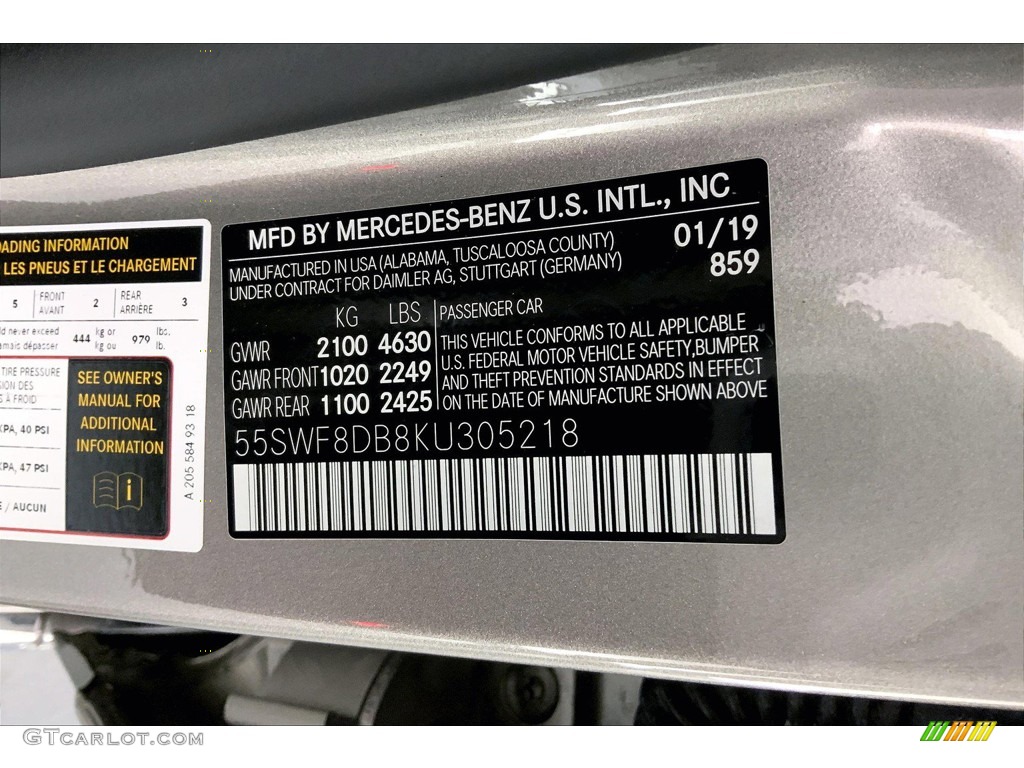 MFD BY MERCEDES-BENZ U.S. INTL., INC
MANUFACTURED IN USA (ALABAMA, TUSCALOOSA COUNTY)
UNDER CONTRACT FOR DAIMLER AG, STUTTGART (GERMANY)
01/19
859
KG LBS
GVWR 2100 4630
GAWR FRONT 1020 2249
GAWR REAR 1100 2425
PASSENGER CAR
THIS VEHICLE CONFORMS TO ALL APPLICABLE
U.S. FEDERAL MOTOR VEHICLE SAFETY, BUMPER
AND THEFT PREVENTION STANDARDS IN EFFECT
ON THE DATE OF MANUFACTURE SHOWN ABOVE
55SWF8DB8KU305218
INFORMATION
LES PNEUS ET LE CHARGEMENT
5 FRONT 2 REAR 3
AVANT ARRIÈRE
never exceed 444 kg or 979 lbs.
dépasser kg ou lb.
TIRE PRESSURE
DES
À FROID
40 PSI
47 PSI
/ AUCUN
SEE OWNER'S
MANUAL FOR
ADDITIONAL
INFORMATION
i
A 205 584 93 18
GTcarlot.com